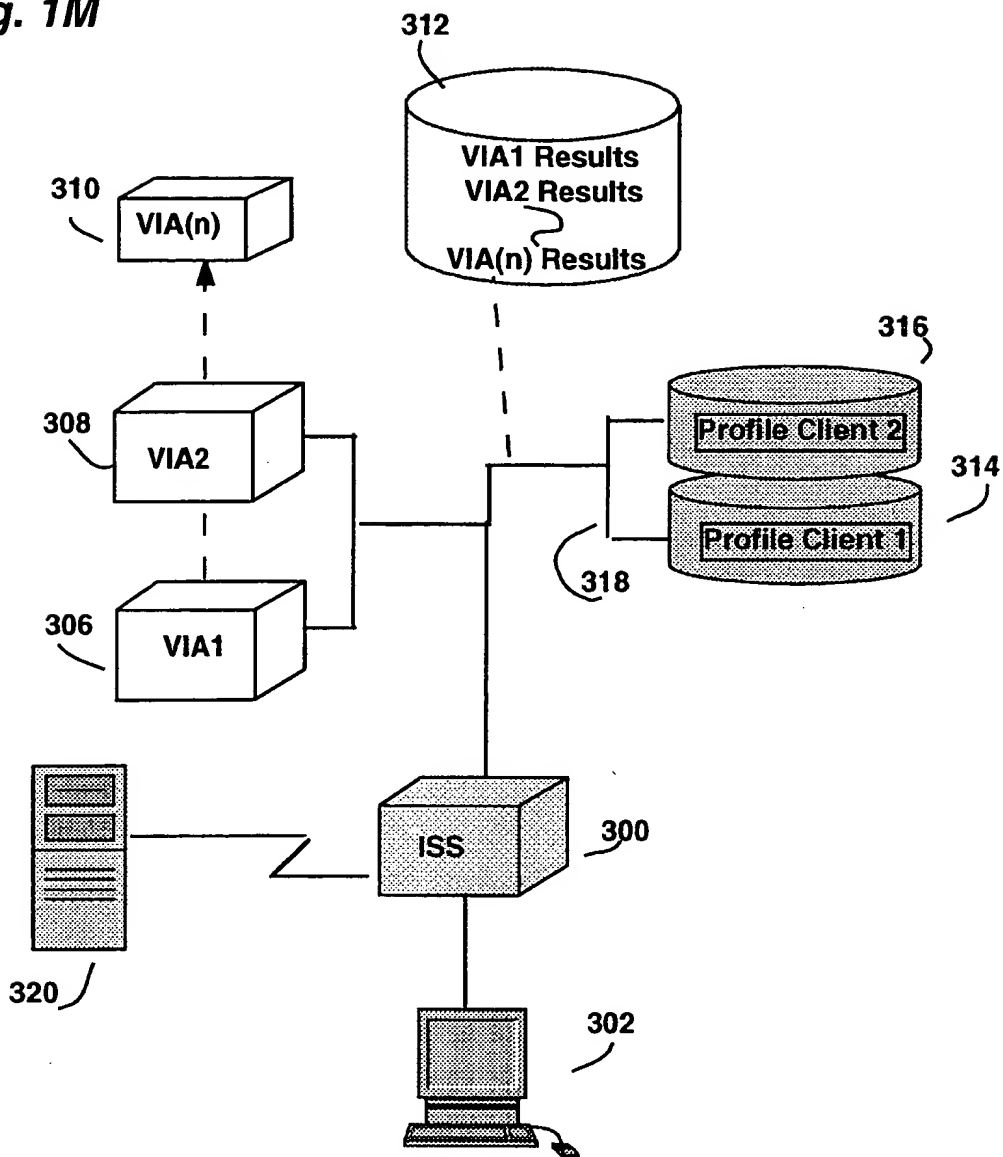 g. 1M
312
VIA1 Results
VIA2 Results
VIA(n) Results
310
VIA(n)
316
Profile Client 2
308
VIA2
314
Profile Client 1
318
306
VIA1
ISS
300
320
302